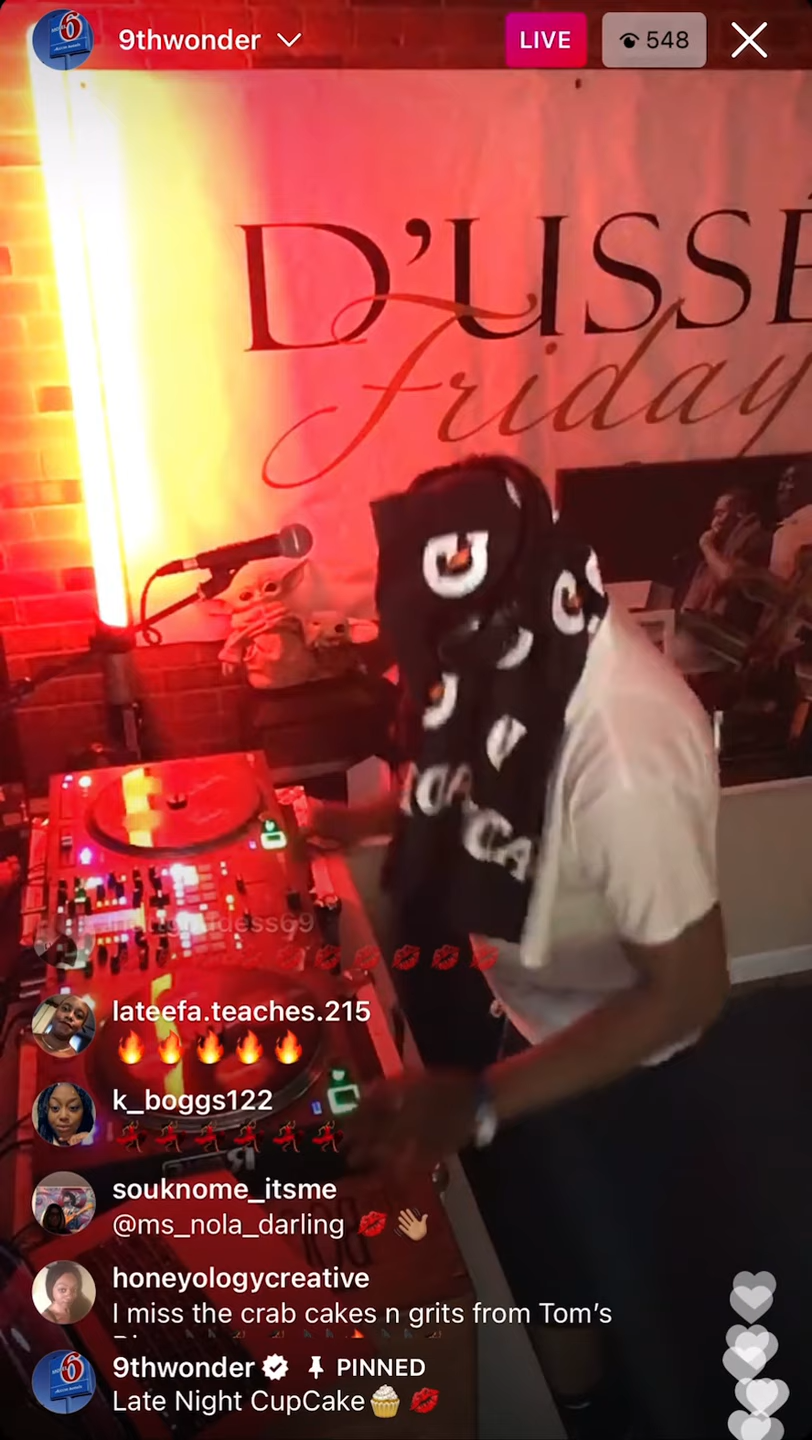 9thwonder
LIVE
548
D'USSÉ
Friday
lateefa.teaches.215
🔥🔥🔥🔥🔥
k_boggs122
💃💃💃💃💃💃
souknome_itsme
@ms_nola_darling 💋 👋🏼
honeyologycreative
I miss the crab cakes n grits from Tom's
9thwonder PINNED
Late Night CupCake🧁 💋